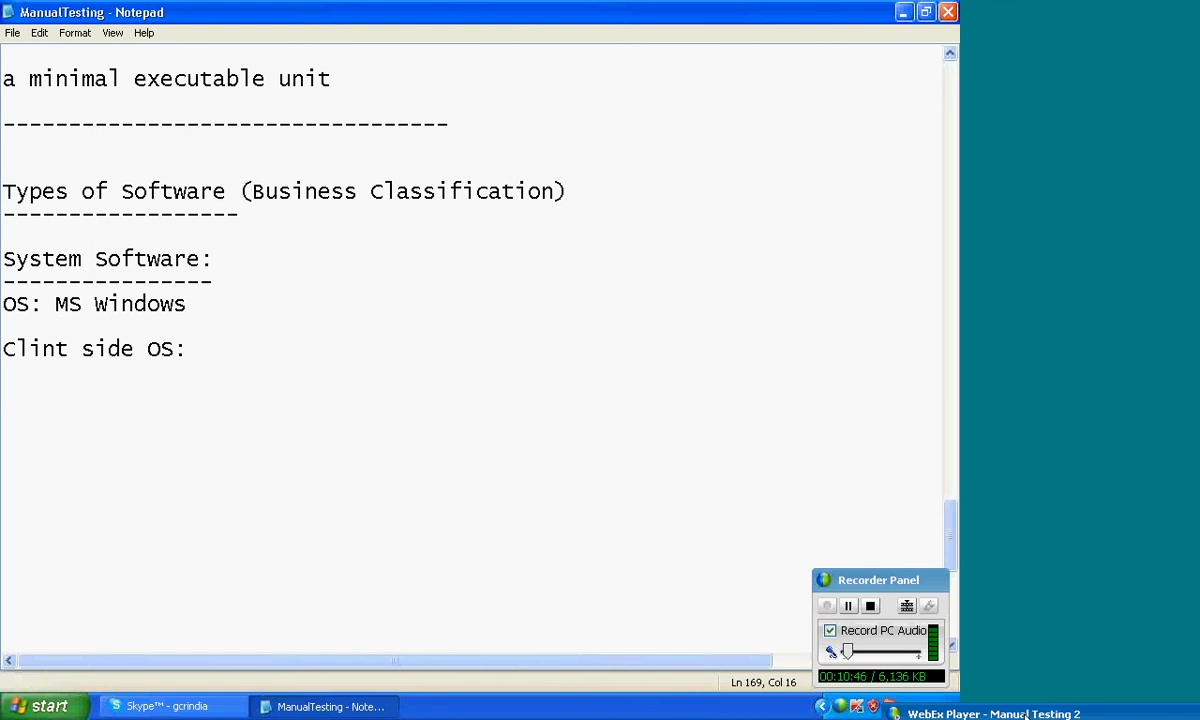 ManualTesting - Notepad
File Edit Format View Help
a minimal executable unit
----------------------------------
Types of Software (Business Classification)
------------------
System Software:
----------------
OS: MS Windows
Clint side OS:
Recorder Panel
Record PC Audio
00:10:46 / 6,136 KB
Ln 169, Col 16
start
Skype™ - gcrindia
ManualTesting - Note...
WebEx Player - Manual Testing 2